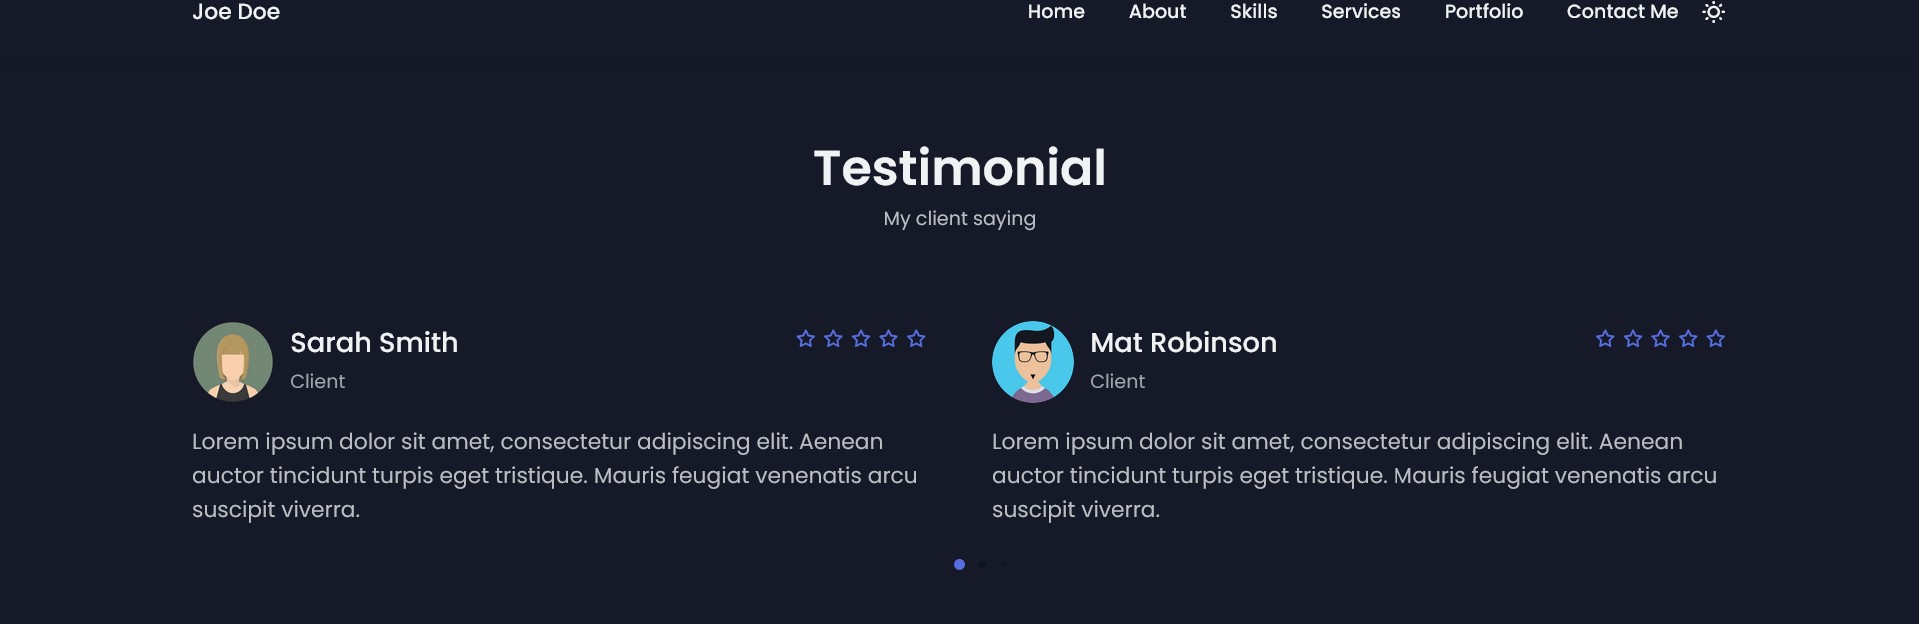 Joe Doe
Home About Skills Services Portfolio Contact Me
Testimonial
My client saying
Sarah Smith
Client
Lorem ipsum dolor sit amet, consectetur adipiscing elit. Aenean
auctor tincidunt turpis eget tristique. Mauris feugiat venenatis arcu
suscipit viverra.
Mat Robinson
Client
Lorem ipsum dolor sit amet, consectetur adipiscing elit. Aenean
auctor tincidunt turpis eget tristique. Mauris feugiat venenatis arcu
suscipit viverra.